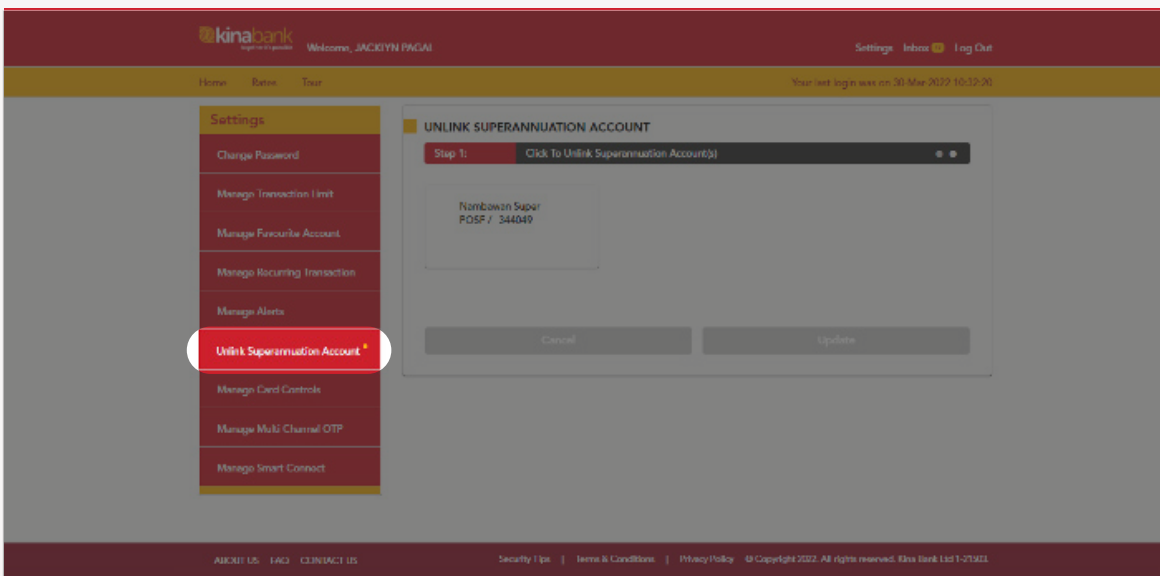 kinabank
Welcome, JACKIYN PAGAI
Settings Inbox Log Out
Home Rates Tour
Your last login was on 30-Mar-2022 10:32:20
Settings
Change Password
Manage Transaction Limit
Manage Favourite Account
Manage Recurring Transaction
Manage Alerts
Unlink Superannuation Account
Manage Card Controls
Manage Multi Channel OTP
Manage Smart Connect
UNLINK SUPERANNUATION ACCOUNT
Step 1: Click To Unlink Superannuation Account(s)
Nambawan Super
POSF / 344049
Cancel Update
ABOUT US FAQ CONTACT US
Security Tips | Terms & Conditions | Privacy Policy © Copyright 2022. All rights reserved. Kina Bank Ltd 1-21503.